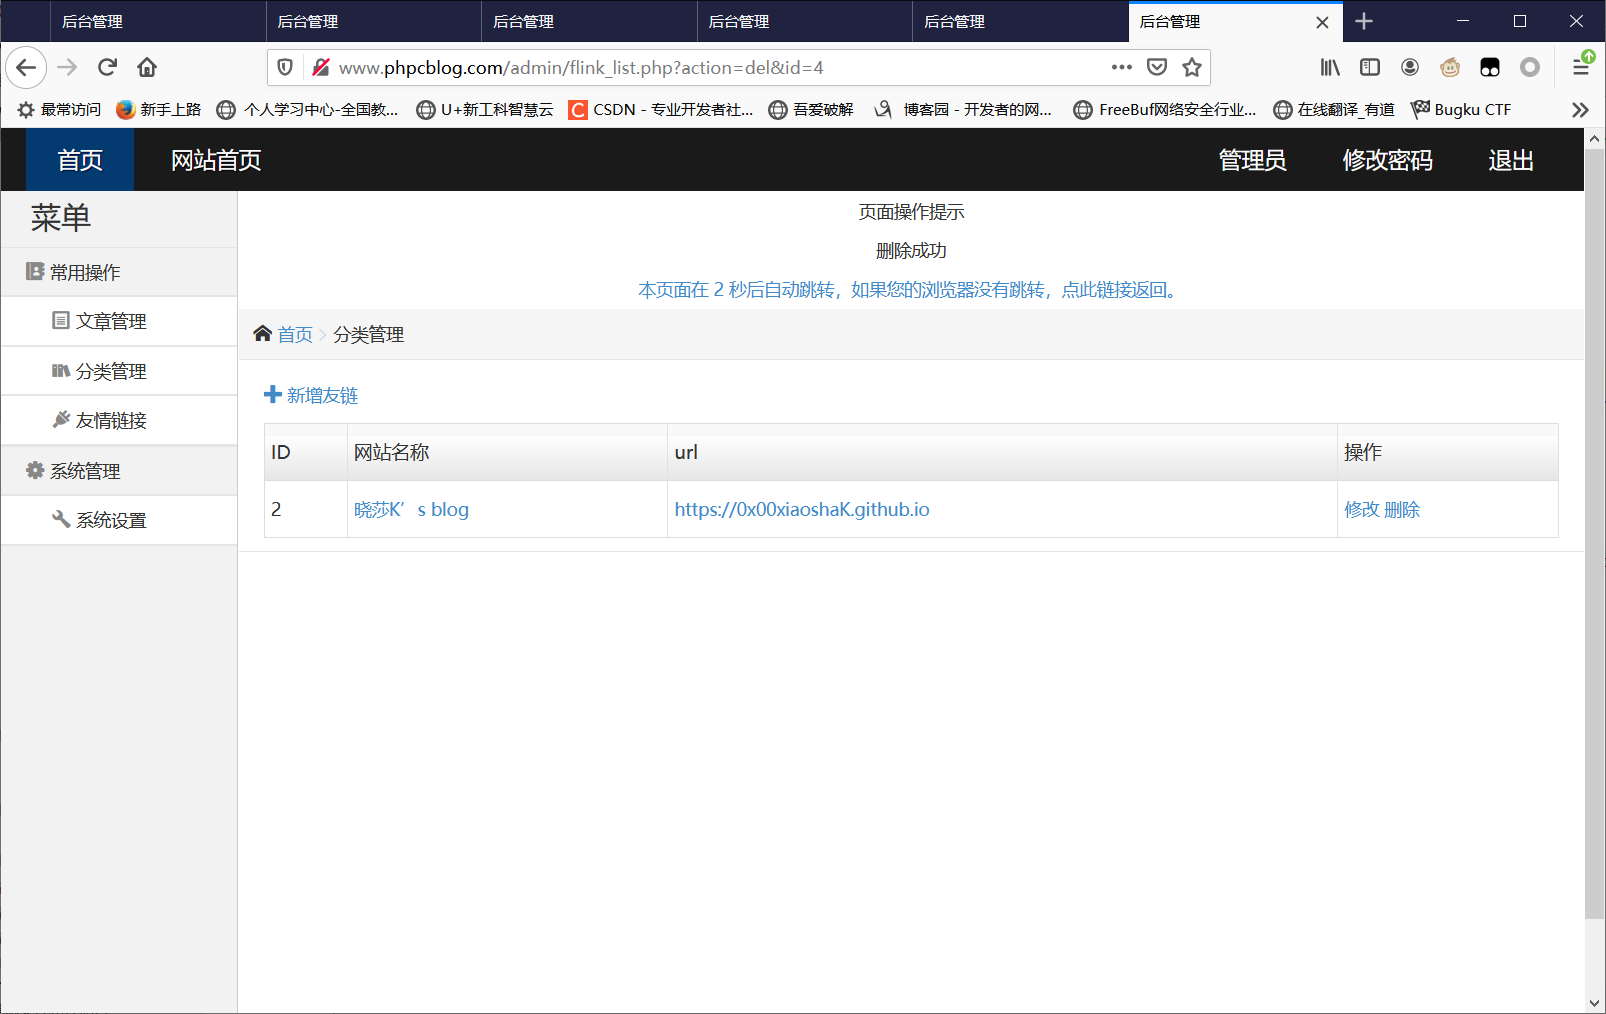 后台管理 后台管理 后台管理 后台管理 后台管理 后台管理
www.phpcblog.com/admin/flink_list.php?action=del&id=4
最常访问 新手上路 个人学习中心-全国教... U+新工科智慧云 CSDN - 专业开发者社... 吾爱破解 博客园 - 开发者的网... FreeBuf网络安全行业... 在线翻译_有道 Bugku CTF
首页 网站首页 管理员 修改密码 退出
菜单
常用操作
文章管理
分类管理
友情链接
系统管理
系统设置
页面操作提示
删除成功
本页面在 2 秒后自动跳转，如果您的浏览器没有跳转，点此链接返回。
首页 > 分类管理
新增友链
ID 网站名称 url 操作
2 晓莎K’s blog https://0x00xiaoshaK.github.io 修改 删除